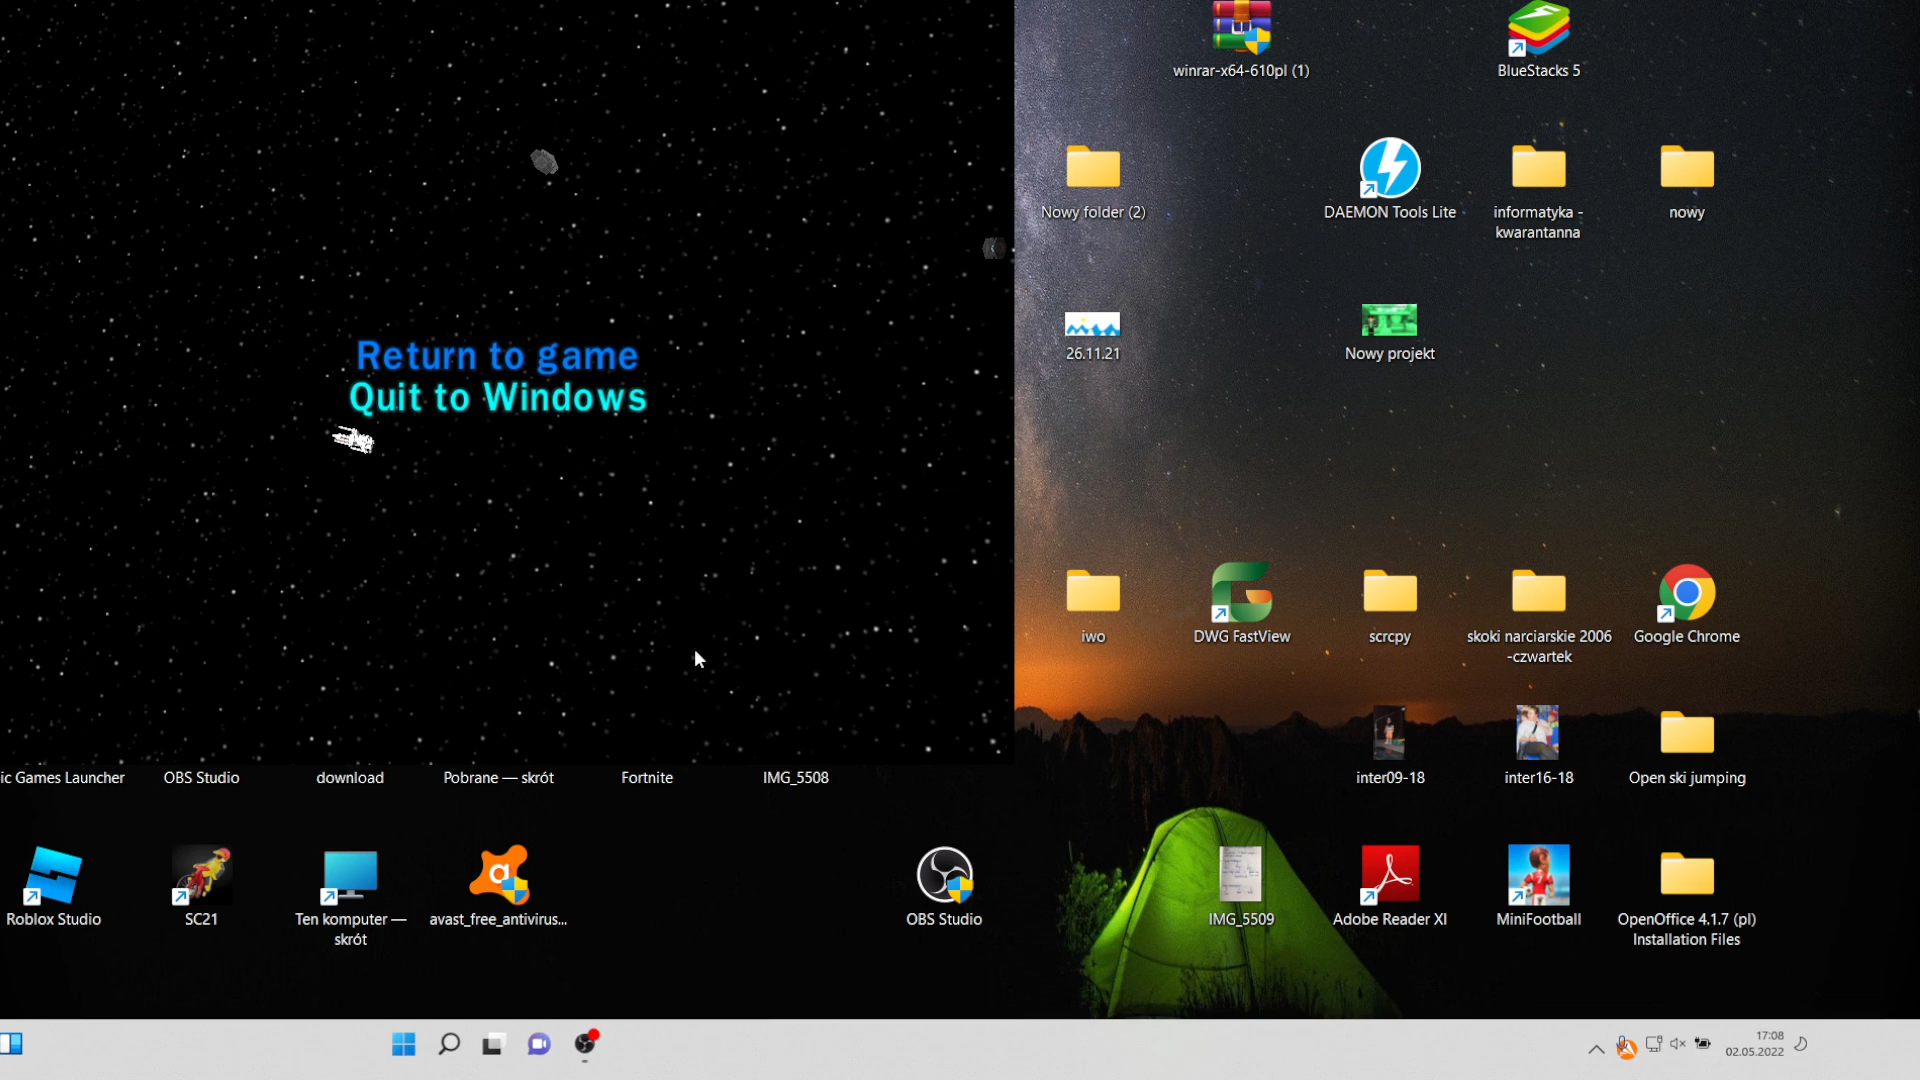 winrar-x64-610pl (1)
BlueStacks 5
Nowy folder (2)
DAEMON Tools Lite
informatyka -
kwarantanna
nowy
26.11.21
Nowy projekt
Return to game
Quit to Windows
iwo
DWG FastView
scrcpy
skoki narciarskie 2006
-czwartek
Google Chrome
ic Games Launcher
OBS Studio
download
Pobrane — skrót
Fortnite
IMG_5508
inter09-18
inter16-18
Open ski jumping
Roblox Studio
SC21
Ten komputer —
skrót
avast_free_antivirus...
OBS Studio
IMG_5509
Adobe Reader XI
MiniFootball
OpenOffice 4.1.7 (pl)
Installation Files
17:08
02.05.2022